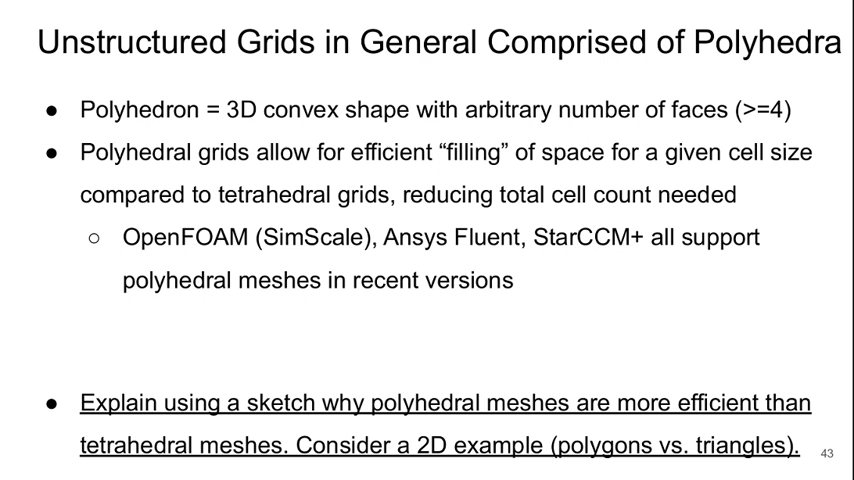 Unstructured Grids in General Comprised of Polyhedra
● Polyhedron = 3D convex shape with arbitrary number of faces (>=4)
● Polyhedral grids allow for efficient “filling” of space for a given cell size
compared to tetrahedral grids, reducing total cell count needed
○ OpenFOAM (SimScale), Ansys Fluent, StarCCM+ all support
polyhedral meshes in recent versions
● Explain using a sketch why polyhedral meshes are more efficient than
tetrahedral meshes. Consider a 2D example (polygons vs. triangles).
43